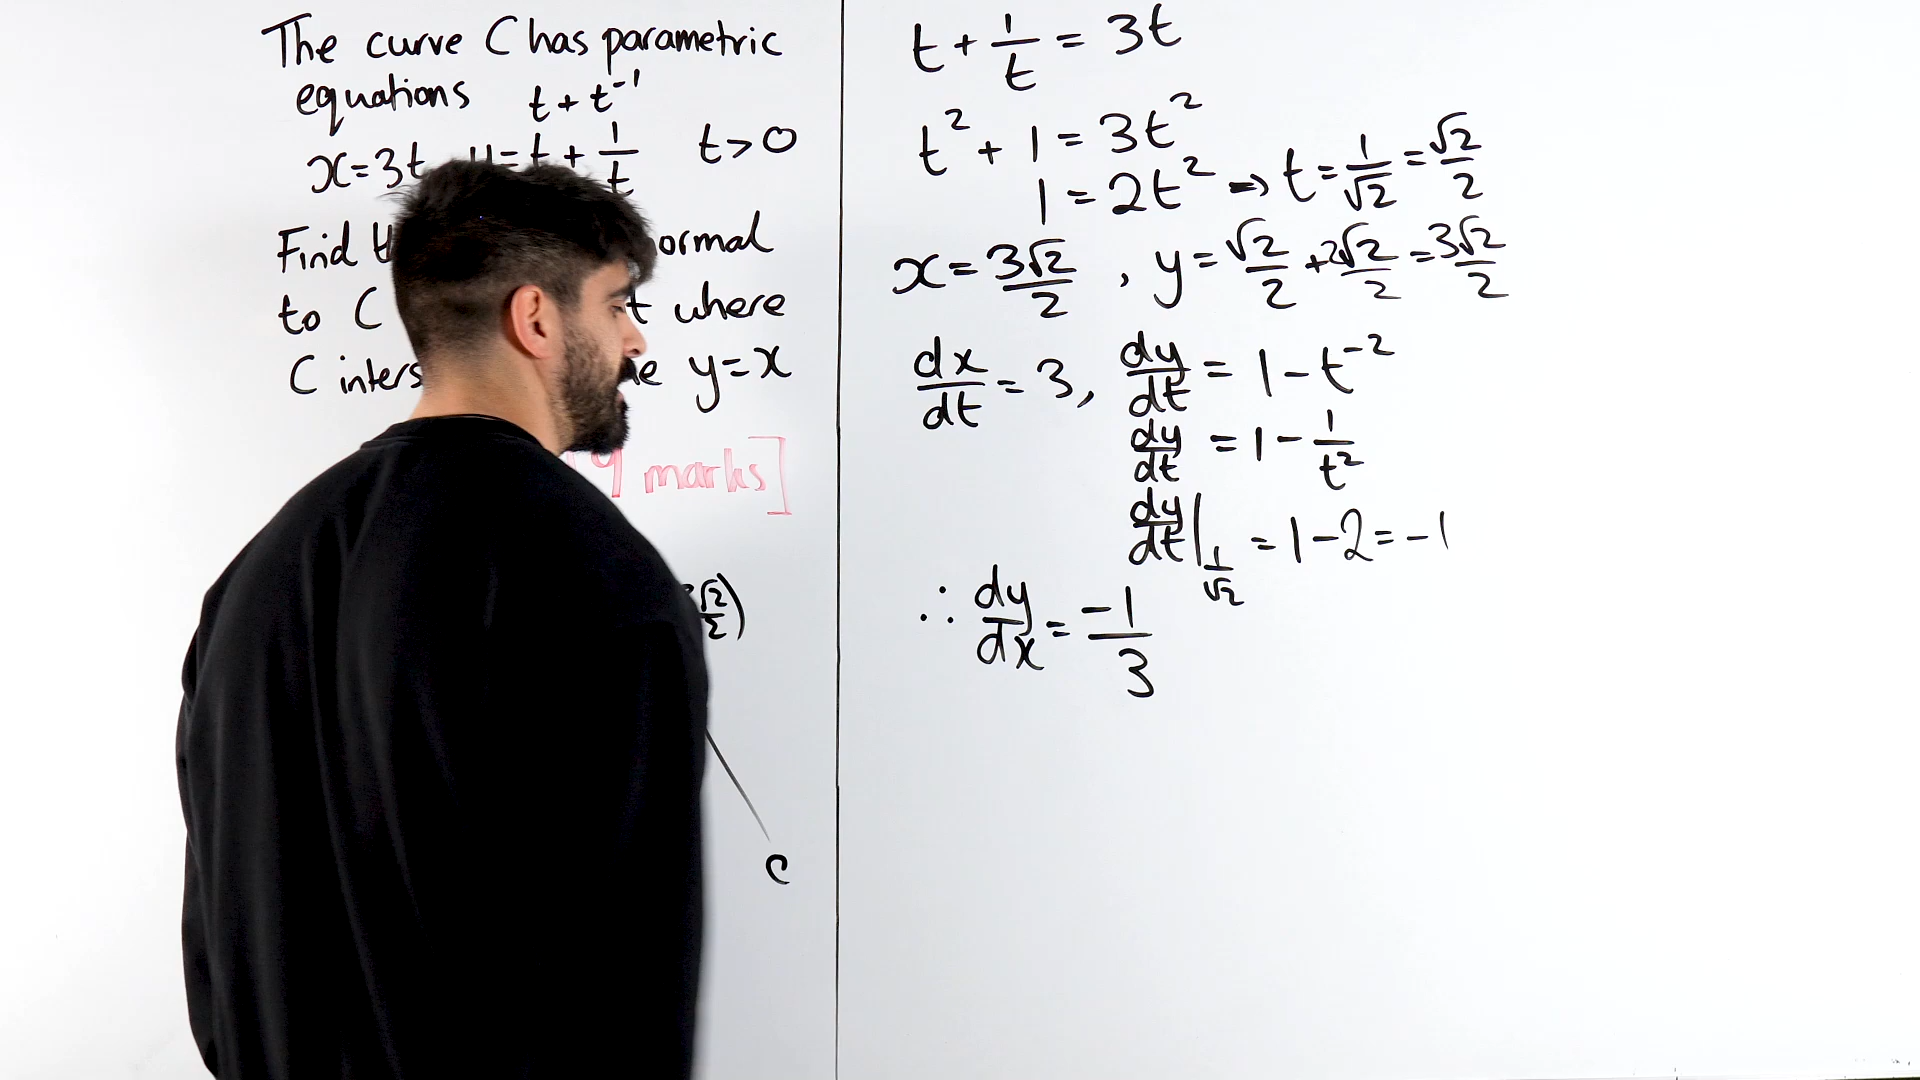 The curve C has parametric
equations t + t⁻¹
x = 3t y = t + 1/t t > 0
Find
to C where
C y = x
9 marks]
C
t + 1/t = 3t
t² + 1 = 3t²
1 = 2t² → t = 1/√2 = √2/2
x = 3√2/2 , y = √2/2 + 2√2/2 = 3√2/2
dx/dt = 3, dy/dt = 1 - t⁻²
dy/dt = 1 - 1/t²
dy/dt|1/√2 = 1 - 2 = -1
∴ dy/dx = -1/3